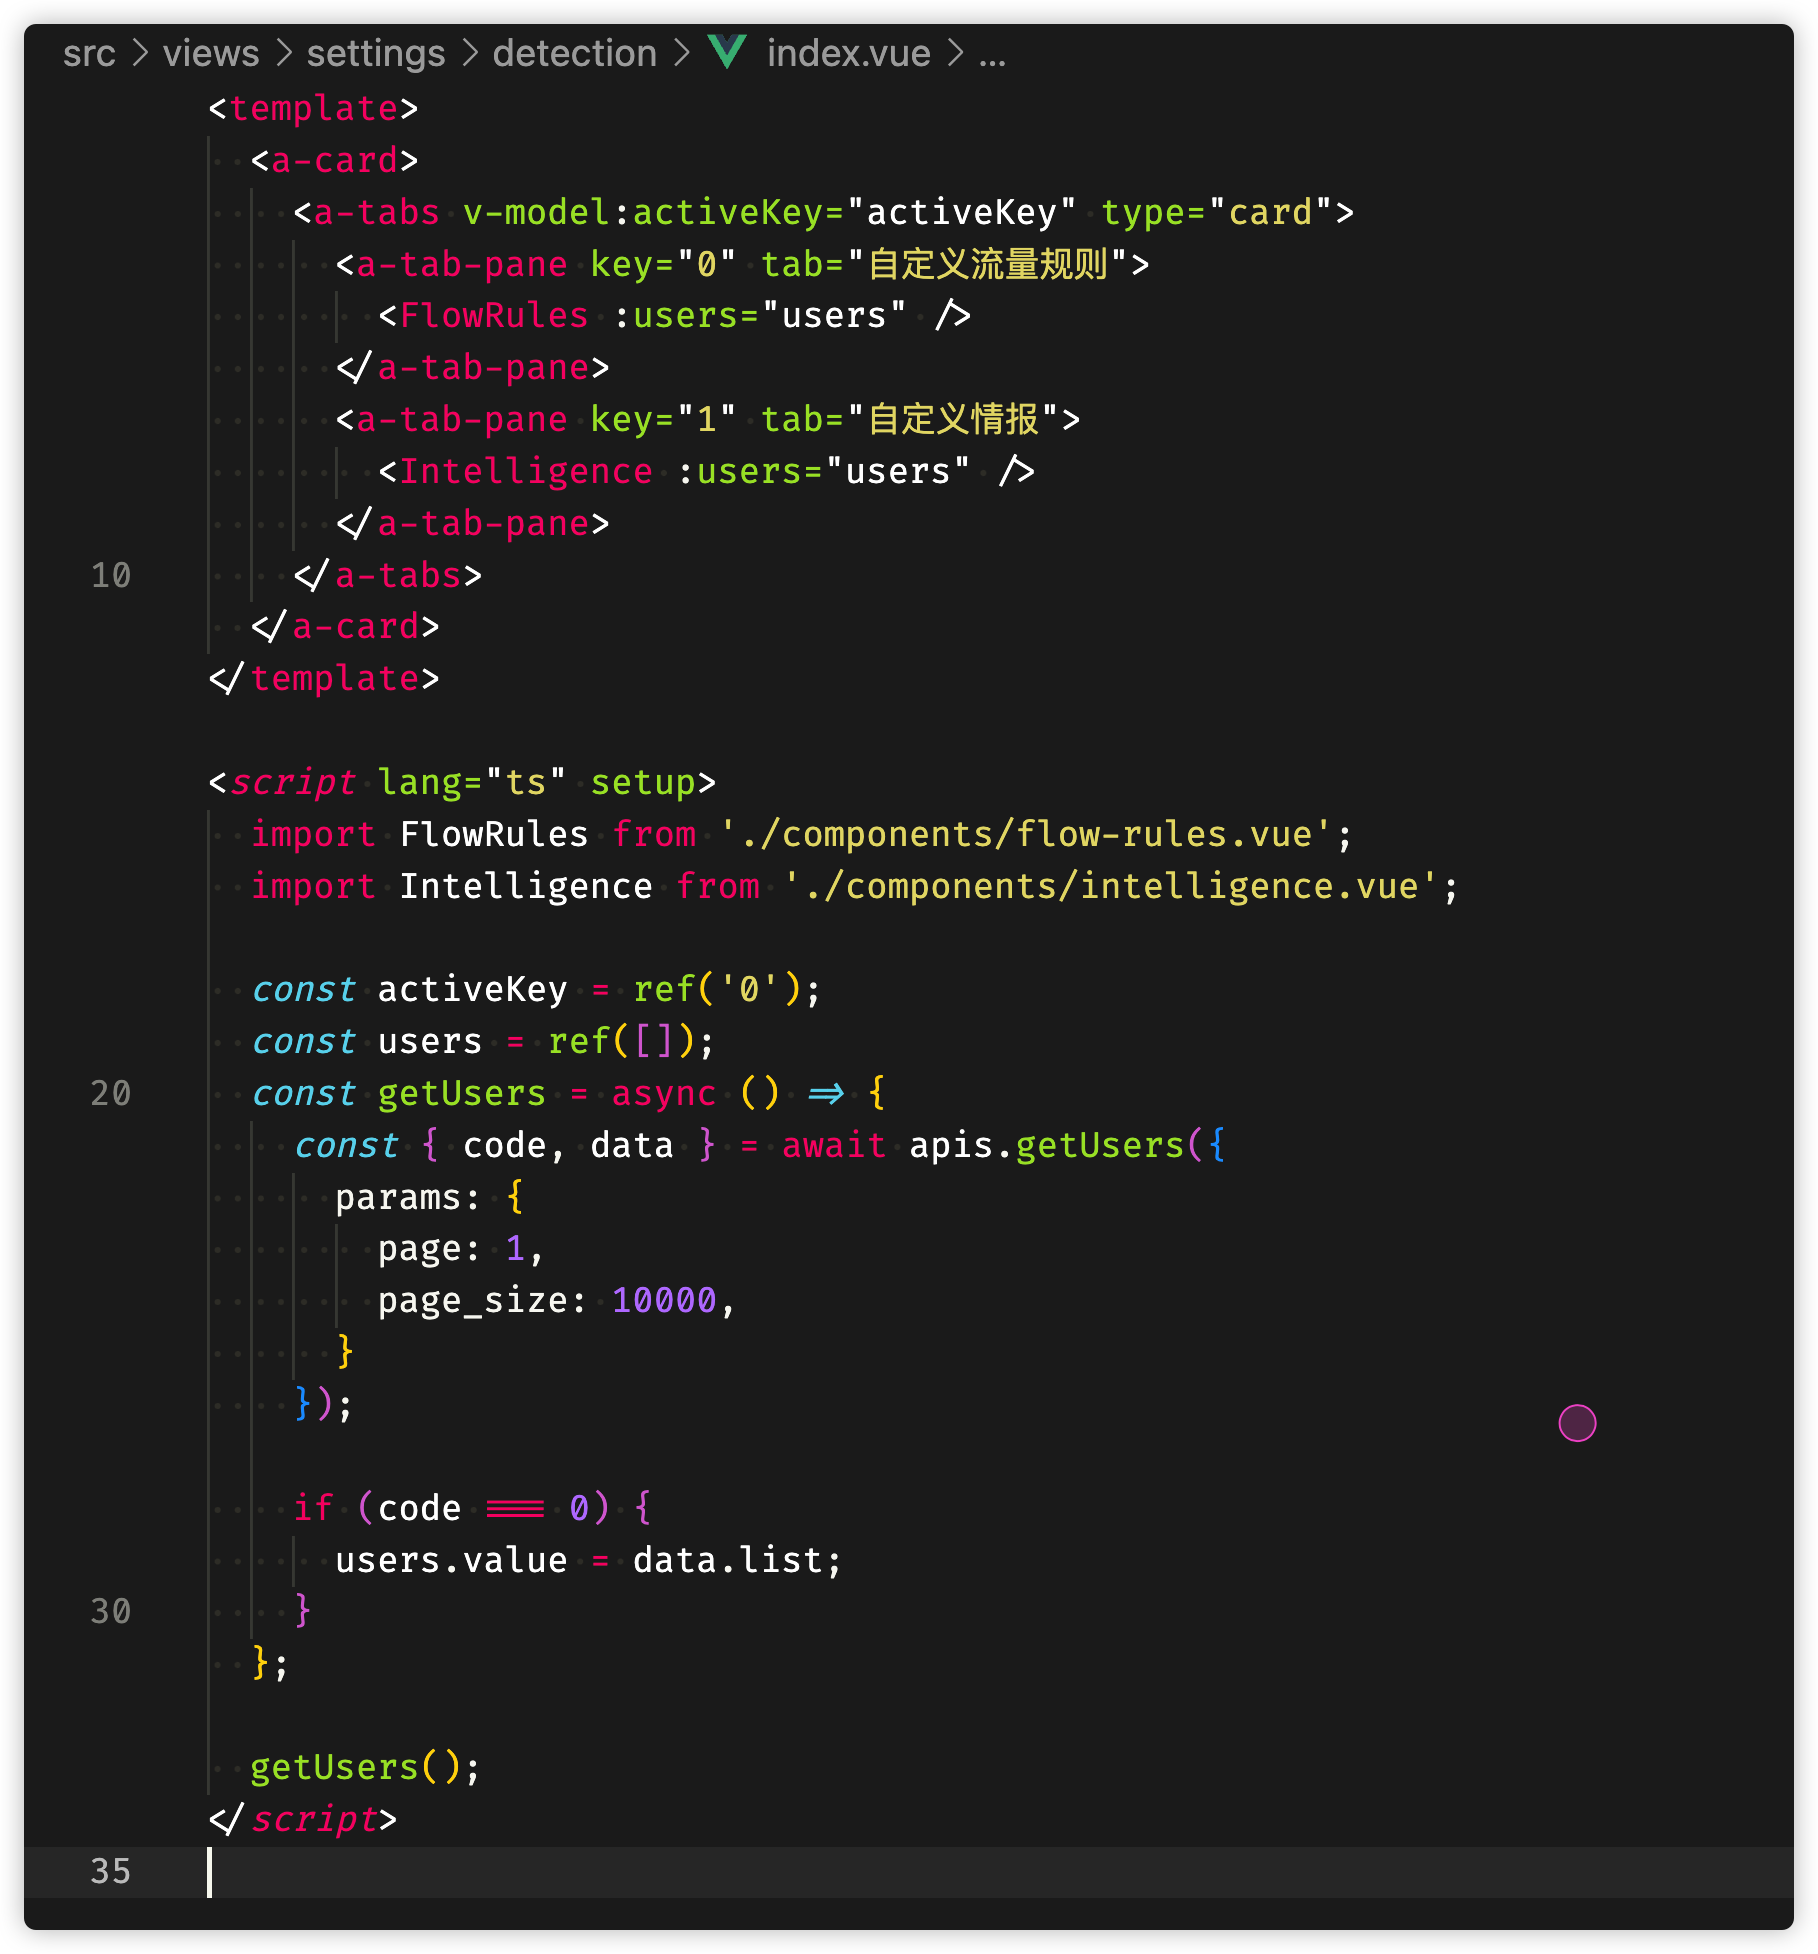 src > views > settings > detection > index.vue > ...
<template>
  <a-card>
    <a-tabs v-model:activeKey="activeKey" type="card">
      <a-tab-pane key="0" tab="自定义流量规则">
        <FlowRules :users="users" />
      </a-tab-pane>
      <a-tab-pane key="1" tab="自定义情报">
        <Intelligence :users="users" />
      </a-tab-pane>
10    </a-tabs>
  </a-card>
</template>
<script lang="ts" setup>
  import FlowRules from './components/flow-rules.vue';
  import Intelligence from './components/intelligence.vue';
  const activeKey = ref('0');
  const users = ref([]);
20  const getUsers = async () => {
    const { code, data } = await apis.getUsers({
      params: {
        page: 1,
        page_size: 10000,
      }
    });
    if (code === 0) {
      users.value = data.list;
30    }
  };
  getUsers();
</script>
35